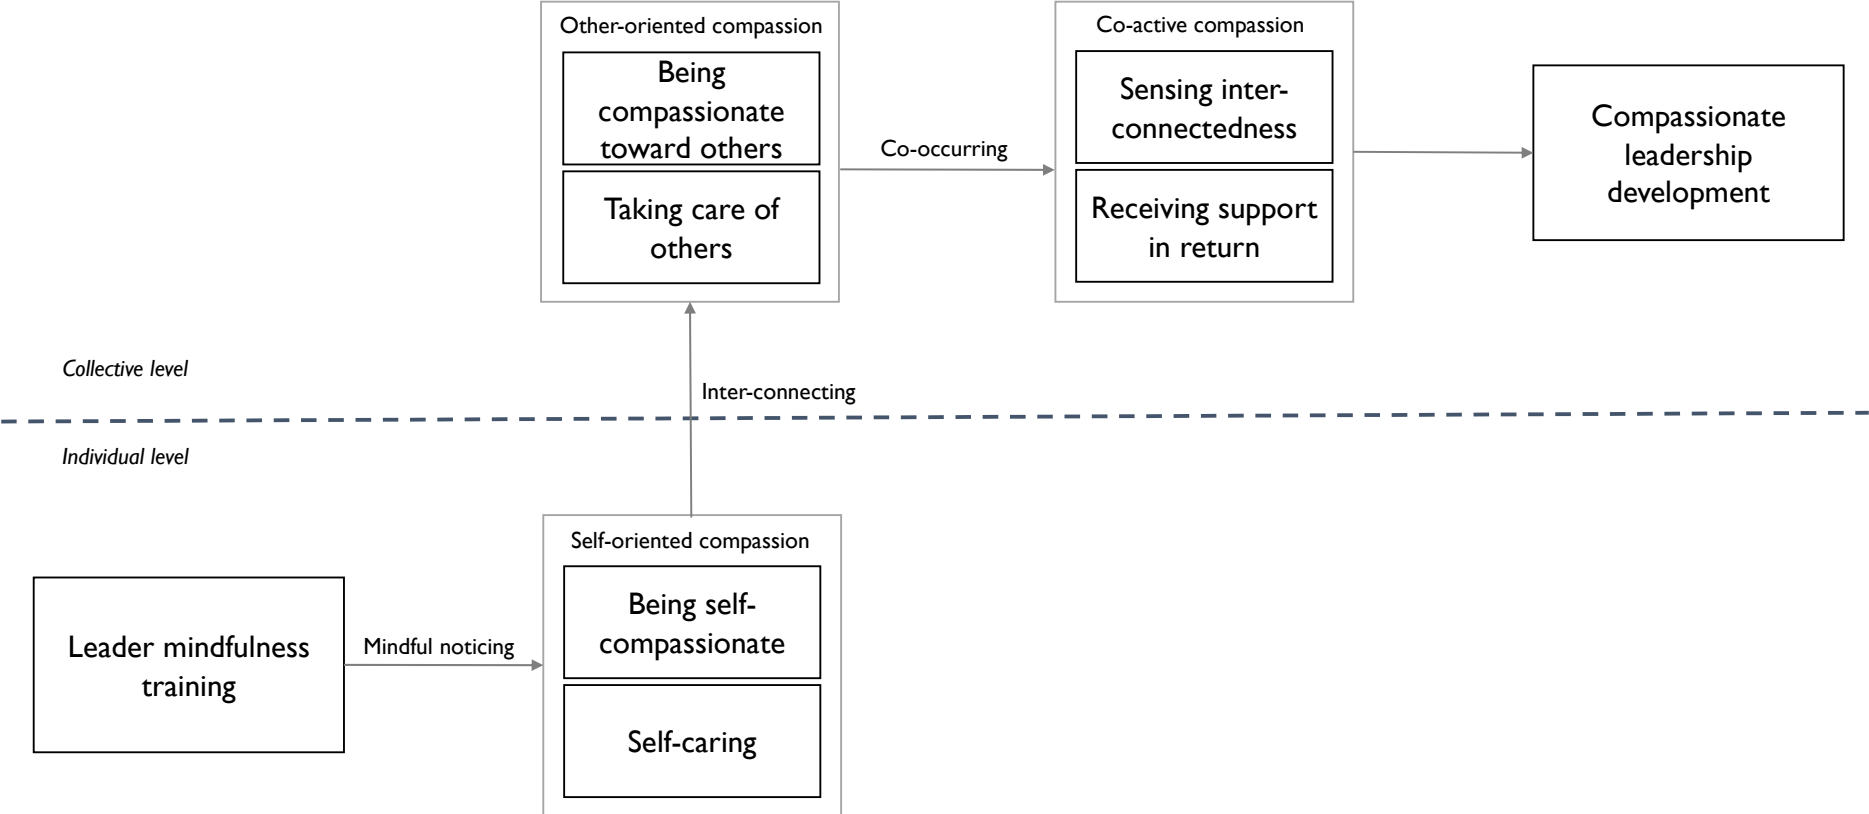 Other-oriented compassion
Being
compassionate
toward others
Taking care of
others
Co-occurring
Co-active compassion
Sensing inter-
connectedness
Receiving support
in return
Compassionate
leadership
development
Collective level
Inter-connecting
Individual level
Leader mindfulness
training
Mindful noticing
Self-oriented compassion
Being self-
compassionate
Self-caring